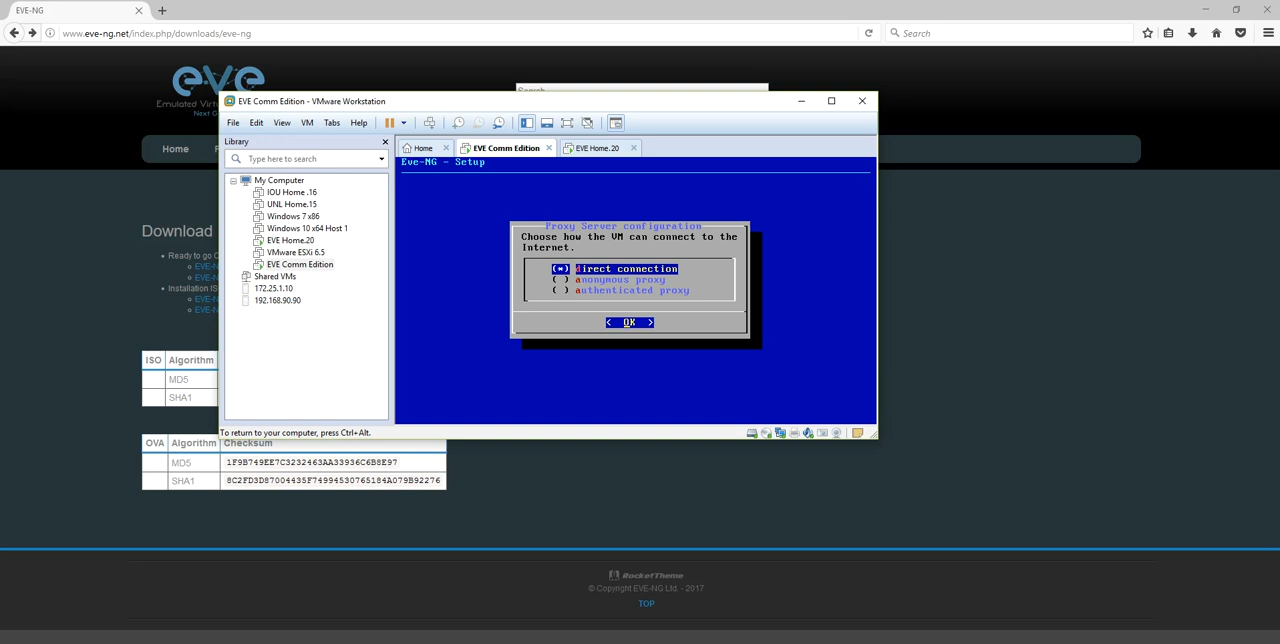 EVE-NG
www.eve-ng.net/index.php/downloads/eve-ng
Search
eve
Emulated Virtu
Next G
Search
Home
F
EVE Comm Edition - VMware Workstation
File Edit View VM Tabs Help
Library
Type here to search
My Computer
IOU Home .16
UNL Home.15
Windows 7 x86
Windows 10 x64 Host 1
EVE Home.20
VMware ESXi 6.5
EVE Comm Edition
Shared VMs
172.25.1.10
192.168.90.90
Home EVE Comm Edition EVE Home.20
Eve-NG - Setup
Proxy Server configuration
Choose how the VM can connect to the
Internet.
(*) direct connection
( ) anonymous proxy
( ) authenticated proxy
< OK >
To return to your computer, press Ctrl+Alt.
Download
Ready to go O
EVE-N
EVE-N
Installation IS
EVE-N
EVE-N
ISO Algorithm
MD5
SHA1
OVA Algorithm Checksum
MD5 1F9B749EE7C3232463AA33936C6B8E97
SHA1 8C2FD3D87004435F74994530765184A079B92276
RocketTheme
© Copyright EVE-NG Ltd. - 2017
TOP